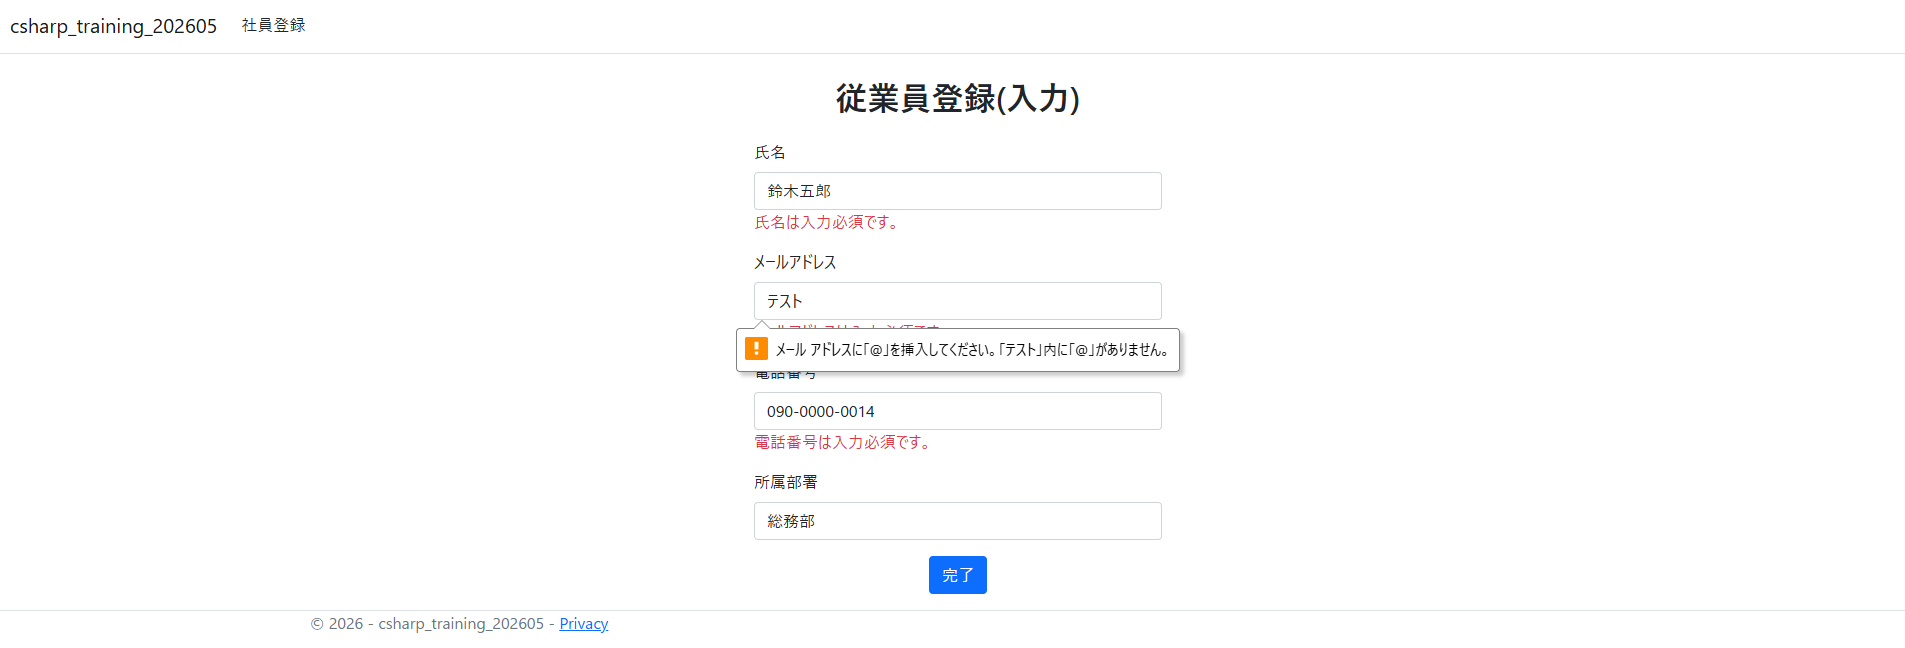 csharp_training_202605 社員登録
従業員登録(入力)
氏名
鈴木五郎
氏名は入力必須です。
メールアドレス
テスト
メール アドレスに「@」を挿入してください。「テスト」内に「@」がありません。
電話番号
090-0000-0014
電話番号は入力必須です。
所属部署
総務部
完了
© 2026 - csharp_training_202605 - Privacy